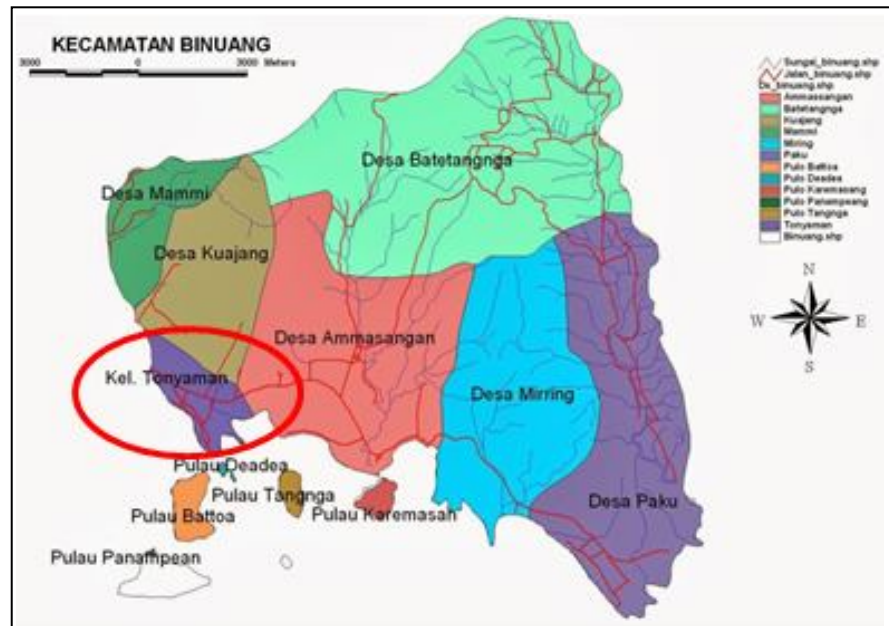 KECAMATAN BINUANG
3000 0 3000 Meters
Sungai_binuang.shp
Jalan_binuang.shp
Ds_binuang.shp
Ammassangan
Batetangnga
Kuajang
Mammi
Miring
Paku
Pulo Battoa
Pulo Deadea
Pulo Karemasang
Pulo Panampeang
Pulo Tangnga
Tonyaman
Binuang.shp
N
W E
S
Desa Batetangnga
Desa Mammi
Desa Kuajang
Desa Ammasangan
Kel. Tonyaman
Desa Mirring
Pulau Deadea
Pulau Tangnga
Desa Paku
Pulau Battoa
Pulau Karemasan
Pulau Panampean